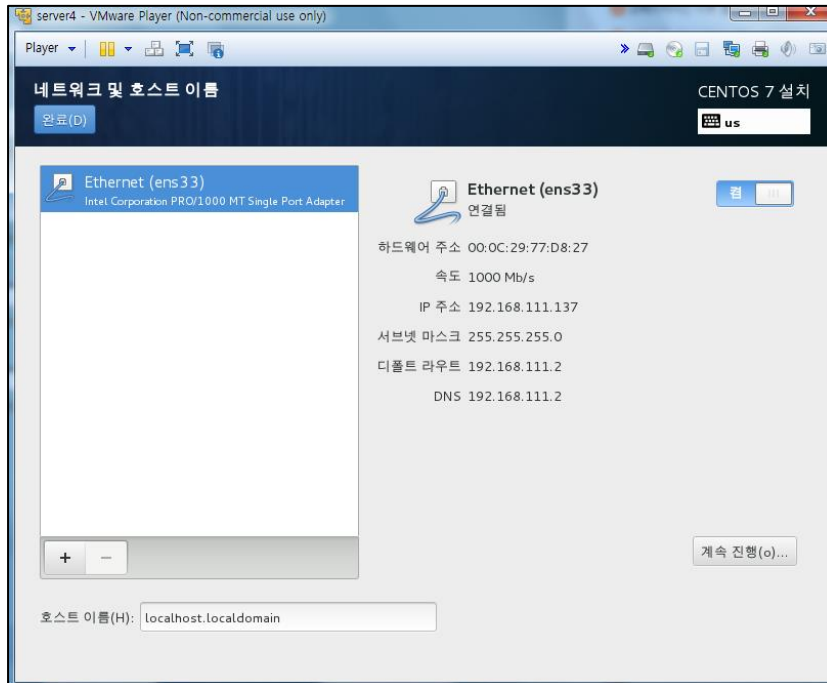 server4 - VMware Player (Non-commercial use only)
Player
네트워크 및 호스트 이름
CENTOS 7 설치
완료(D)
us
Ethernet (ens33)
Intel Corporation PRO/1000 MT Single Port Adapter
Ethernet (ens33)
연결됨
켬
하드웨어 주소 00:0C:29:77:D8:27
속도 1000 Mb/s
IP 주소 192.168.111.137
서브넷 마스크 255.255.255.0
디폴트 라우트 192.168.111.2
DNS 192.168.111.2
+ −
계속 진행(o)...
호스트 이름(H): localhost.localdomain